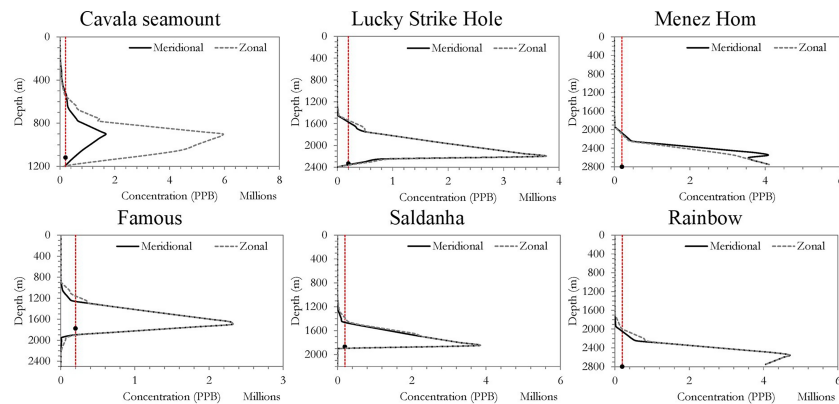 Cavala seamount
Meridional
Zonal
Depth (m)
0
400
800
1200
0
2
4
6
8
Concentration (PPB)
Millions
Lucky Strike Hole
Meridional
Zonal
Depth (m)
0
400
800
1200
1600
2000
2400
0
1
2
3
4
Concentration (PPB)
Millions
Menez Hom
Meridional
Zonal
Depth (m)
0
400
800
1200
1600
2000
2400
2800
0
2
4
6
Concentration (PPB)
Millions
Famous
Meridional
Zonal
Depth (m)
0
400
800
1200
1600
2000
2400
0
1
2
3
Concentration (PPB)
Millions
Saldanha
Meridional
Zonal
Depth (m)
0
400
800
1200
1600
2000
0
2
4
6
Concentration (PPB)
Millions
Rainbow
Meridional
Zonal
Depth (m)
0
400
800
1200
1600
2000
2400
2800
0
2
4
6
Concentration (PPB)
Millions